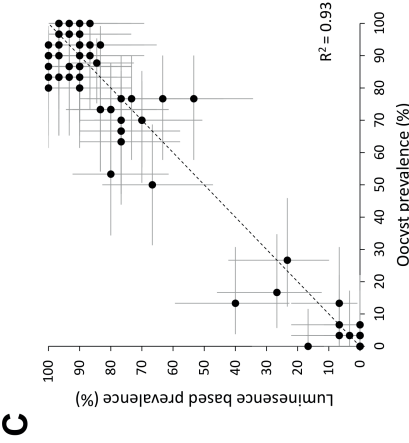 C
Luminesence based prevalence (%)
100
90
80
70
60
50
40
30
20
10
0
R² = 0.93
0 10 20 30 40 50 60 70 80 90 100
Oocyst prevalence (%)